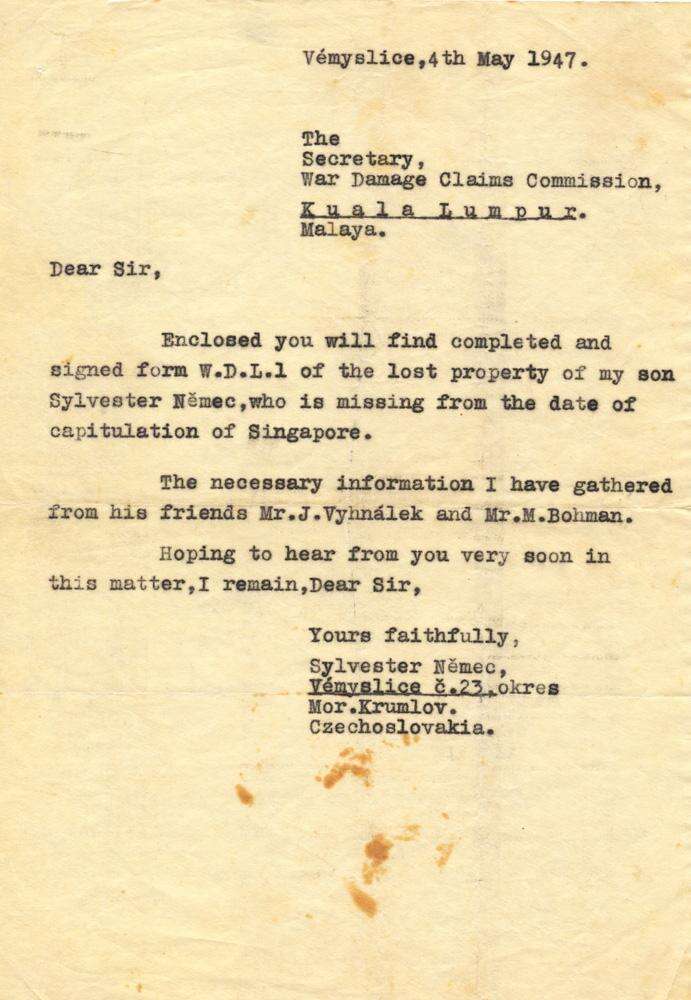 Vémyslice,4th May 1947.
The
Secretary,
War Damage Claims Commission,
K u a l a  L u m p u r.
Malaya.
Dear Sir,
Enclosed you will find completed and
signed form W.D.L.1 of the lost property of my son
Sylvester Němec,who is missing from the date of
capitulation of Singapore.
The necessary information I have gathered
from his friends Mr.J.Vyhnálek and Mr.M.Bohman.
Hoping to hear from you very soon in
this matter,I remain,Dear Sir,
Yours faithfully,
Sylvester Němec,
Vémyslice č.23,okres
Mor.Krumlov.
Czechoslovakia.